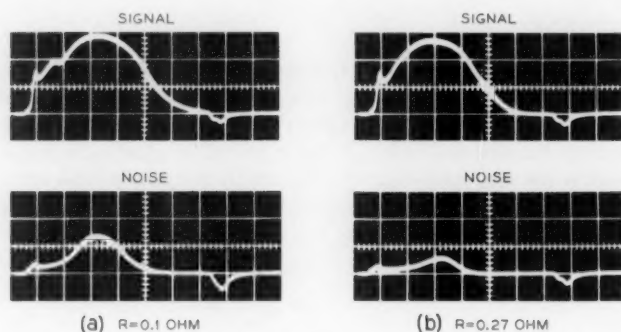 SIGNAL
SIGNAL
NOISE
NOISE
(a) R=0.1 OHM
(b) R=0.27 OHM